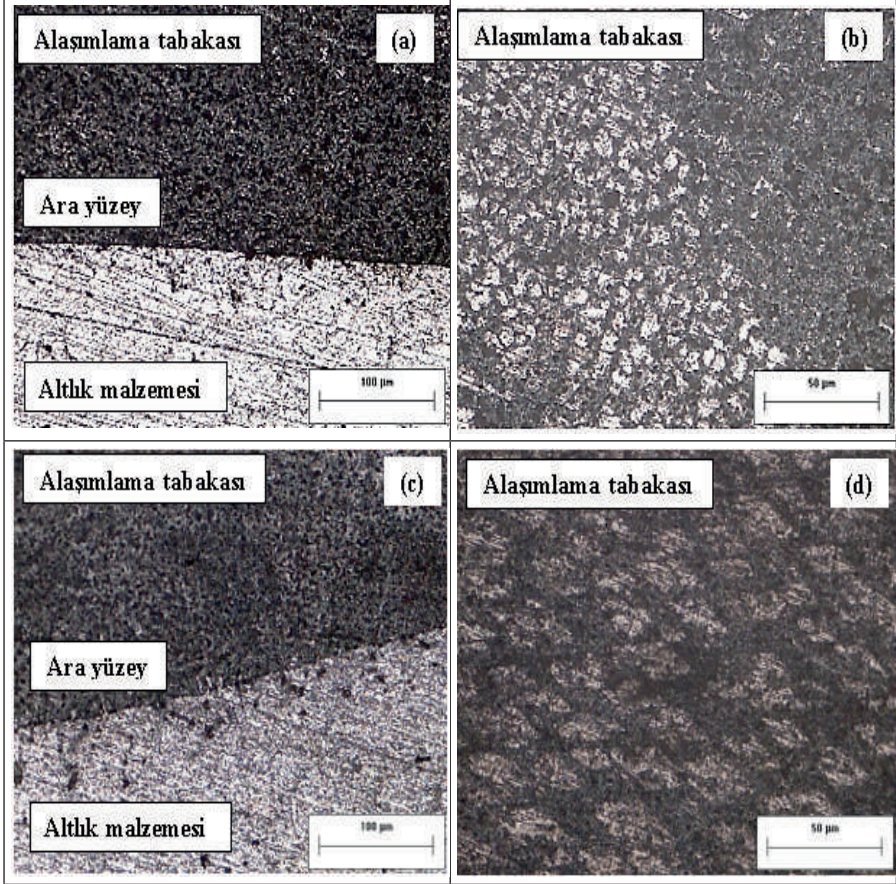 Alaşımlama tabakası
(a)
Ara yüzey
Altlık malzemesi
100 µm
Alaşımlama tabakası
(b)
50 µm
Alaşımlama tabakası
(c)
Ara yüzey
Altlık malzemesi
100 µm
Alaşımlama tabakası
(d)
50 µm